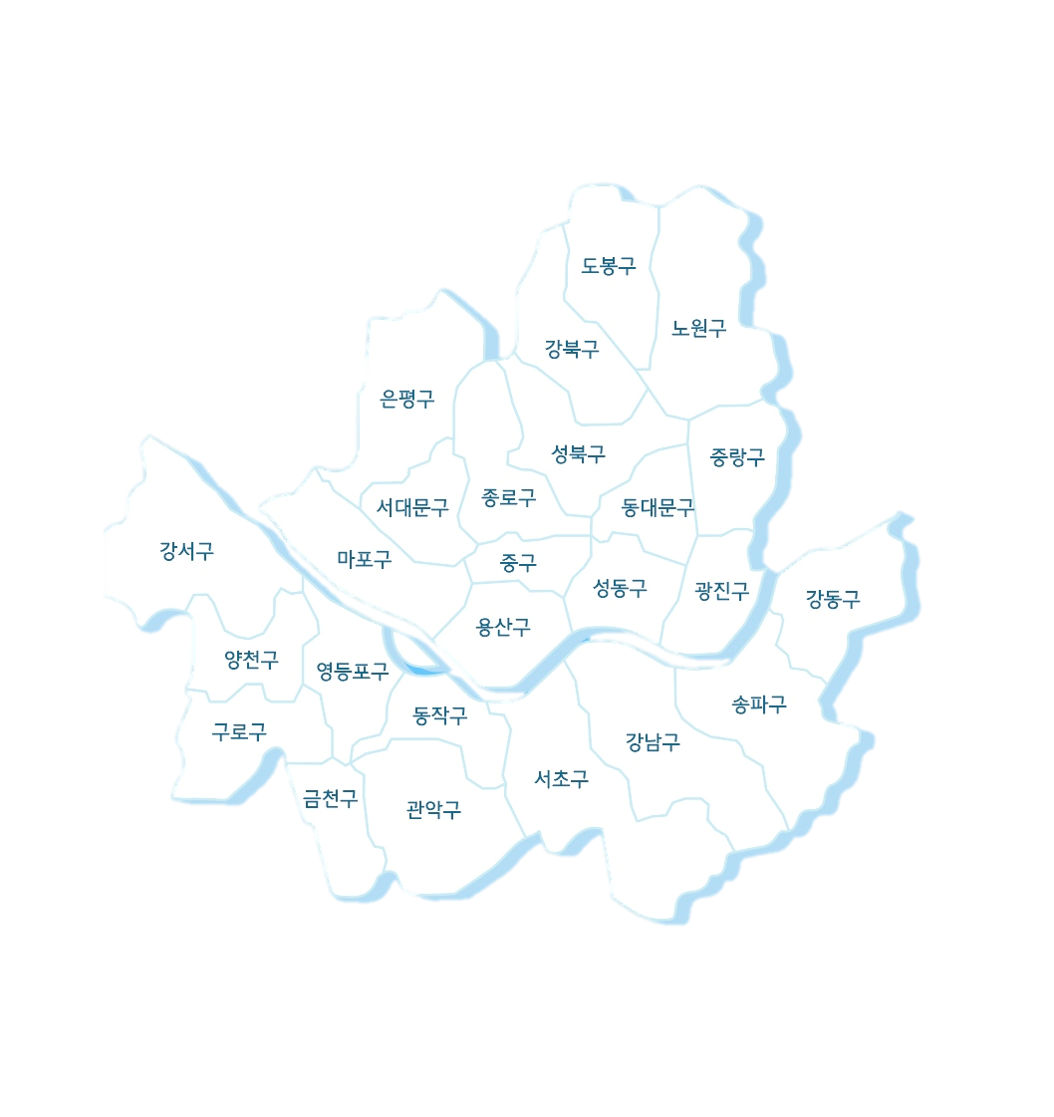 도봉구
노원구
강북구
은평구
성북구
중랑구
종로구
서대문구
동대문구
강서구
마포구
중구
성동구
광진구
강동구
용산구
양천구
영등포구
송파구
동작구
구로구
강남구
서초구
금천구
관악구